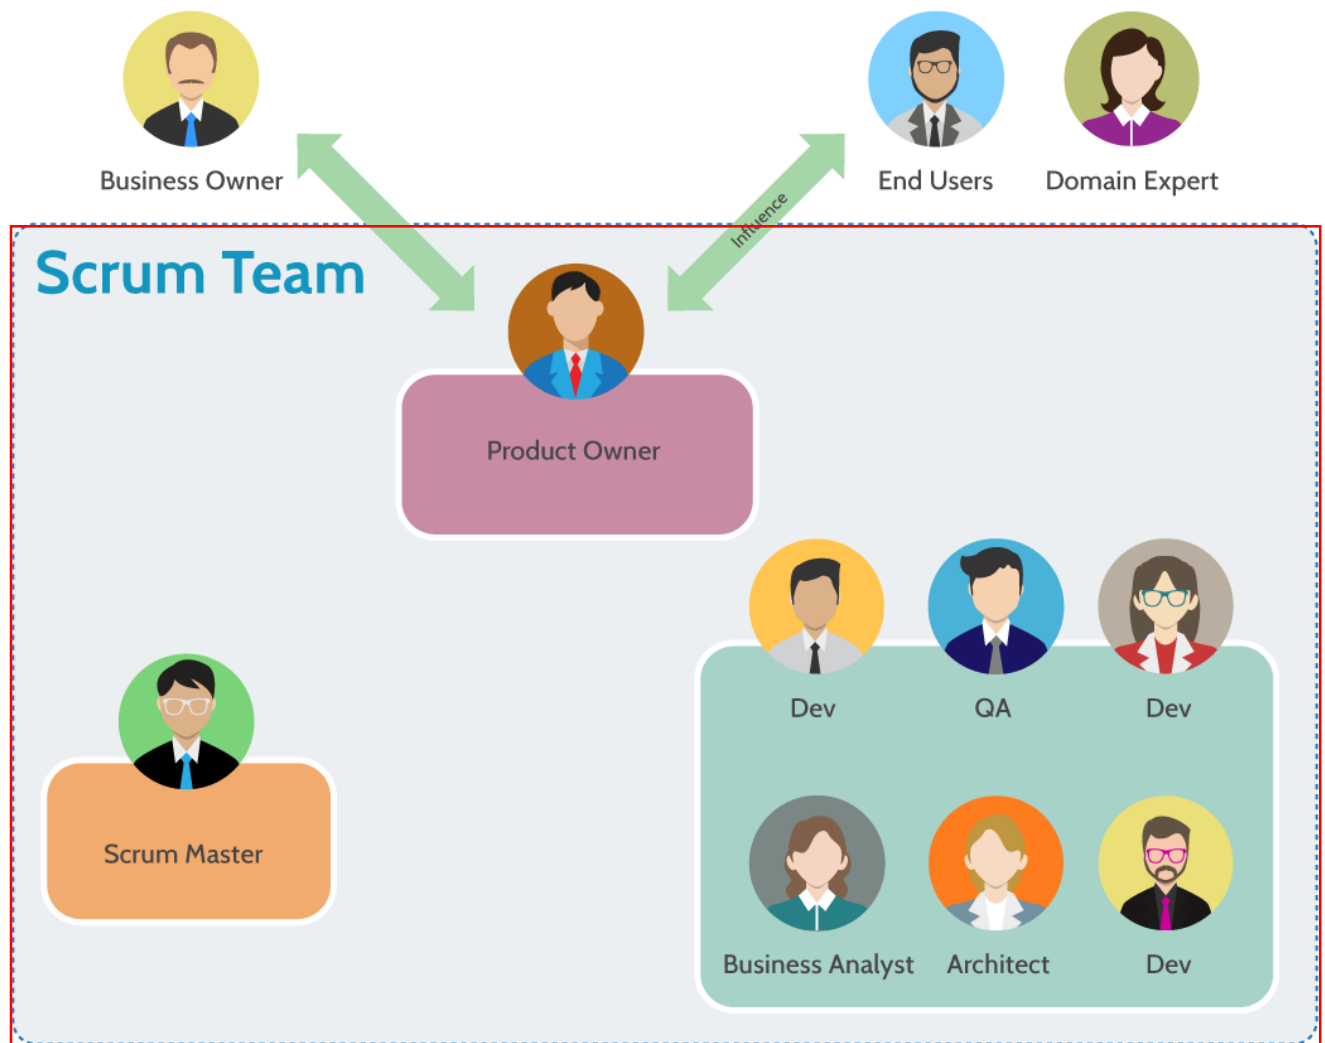 Business Owner
End Users
Domain Expert
Influence
Scrum Team
Product Owner
Dev
QA
Dev
Scrum Master
Business Analyst
Architect
Dev